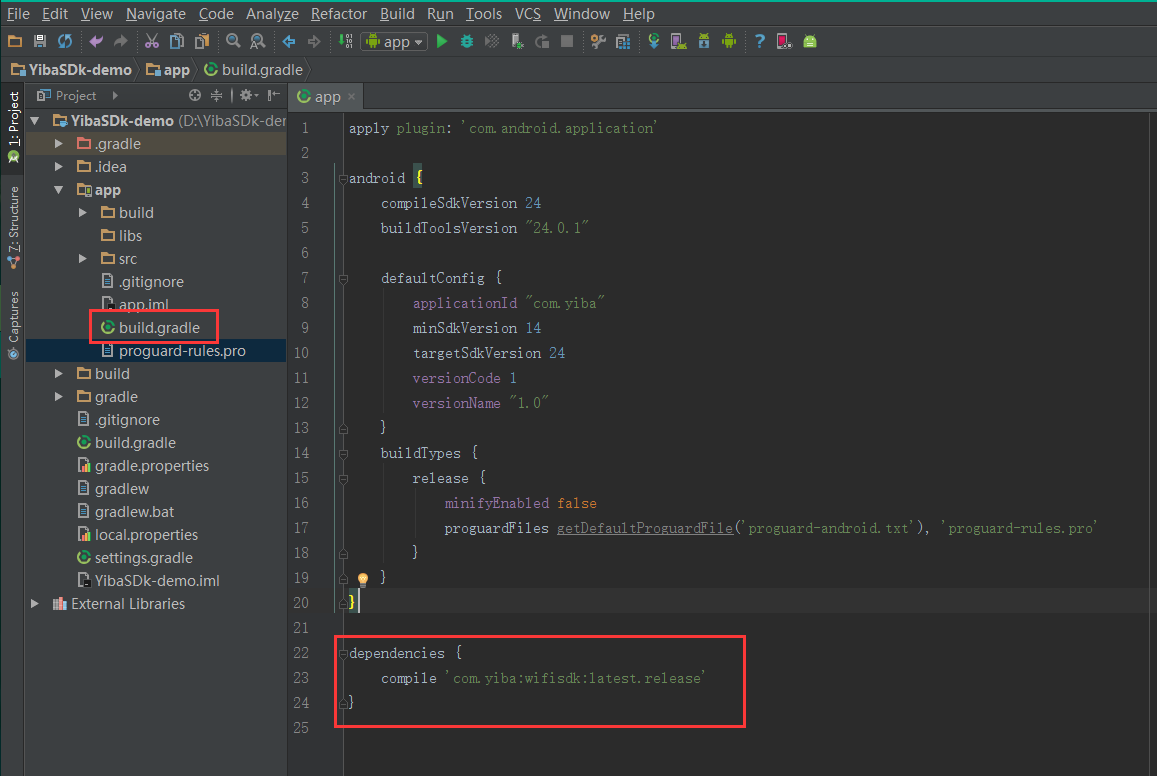 File Edit View Navigate Code Analyze Refactor Build Run Tools VCS Window Help
app
YibaSDk-demo app build.gradle
Project
app
1: Project
7: Structure
Captures
YibaSDk-demo (D:\YibaSDk-der
.gradle
.idea
app
build
libs
src
.gitignore
app.iml
build.gradle
proguard-rules.pro
build
gradle
.gitignore
build.gradle
gradle.properties
gradlew
gradlew.bat
local.properties
settings.gradle
YibaSDk-demo.iml
External Libraries
1 apply plugin: 'com.android.application'
2
3 android {
4 compileSdkVersion 24
5 buildToolsVersion "24.0.1"
6
7 defaultConfig {
8 applicationId "com.yiba"
9 minSdkVersion 14
10 targetSdkVersion 24
11 versionCode 1
12 versionName "1.0"
13 }
14 buildTypes {
15 release {
16 minifyEnabled false
17 proguardFiles getDefaultProguardFile('proguard-android.txt'), 'proguard-rules.pro'
18 }
19 }
20 }
21
22 dependencies {
23 compile 'com.yiba:wifisdk:latest.release'
24 }
25